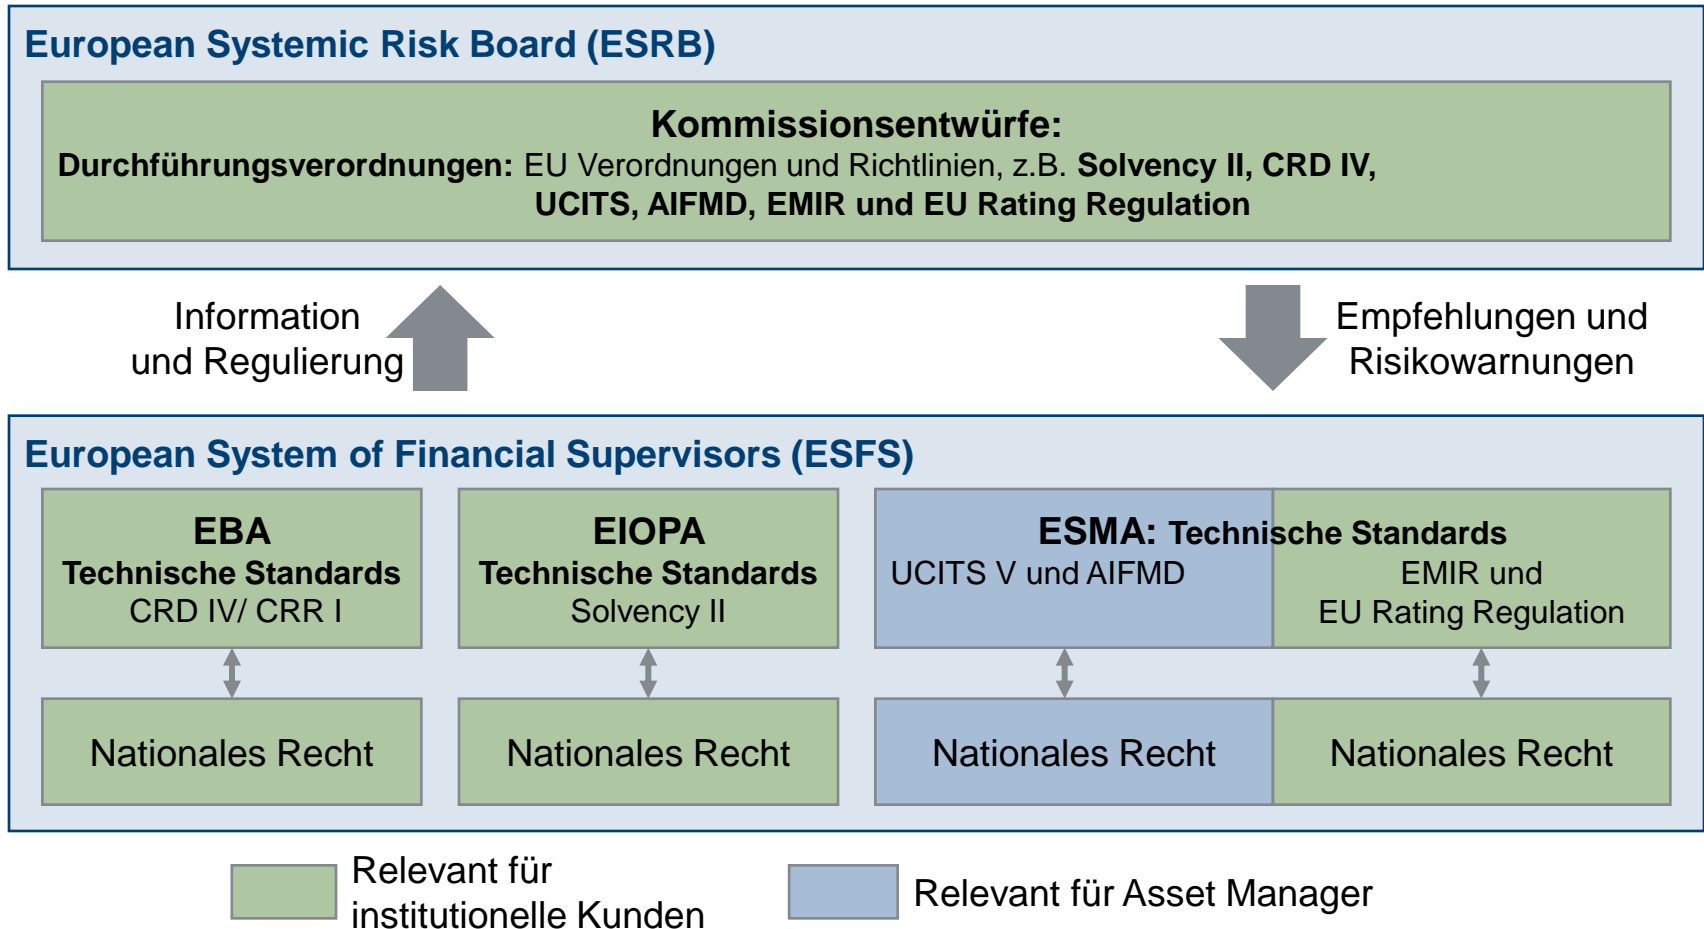 European Systemic Risk Board (ESRB)
Kommissionsentwürfe:
Durchführungsverordnungen: EU Verordnungen und Richtlinien, z.B. Solvency II, CRD IV,
UCITS, AIFMD, EMIR und EU Rating Regulation
Information
und Regulierung
Empfehlungen und
Risikowarnungen
European System of Financial Supervisors (ESFS)
EBA
Technische Standards
CRD IV/ CRR I
EIOPA
Technische Standards
Solvency II
ESMA: Technische Standards
UCITS V und AIFMD
EMIR und
EU Rating Regulation
Nationales Recht
Nationales Recht
Nationales Recht
Nationales Recht
Relevant für
institutionelle Kunden
Relevant für Asset Manager